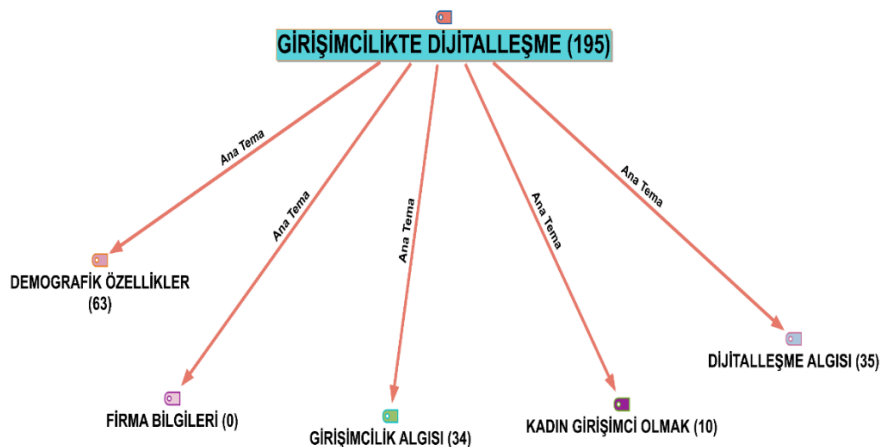 GİRİŞİMCİLİKTE DİJİTALLEŞME (195)
Ana Tema
Ana Tema
Ana Tema
Ana Tema
Ana Tema
DEMOGRAFİK ÖZELLİKLER
(63)
FİRMA BİLGİLERİ (0)
GİRİŞİMCİLİK ALGISI (34)
KADIN GİRİŞİMCİ OLMAK (10)
DİJİTALLEŞME ALGISI (35)